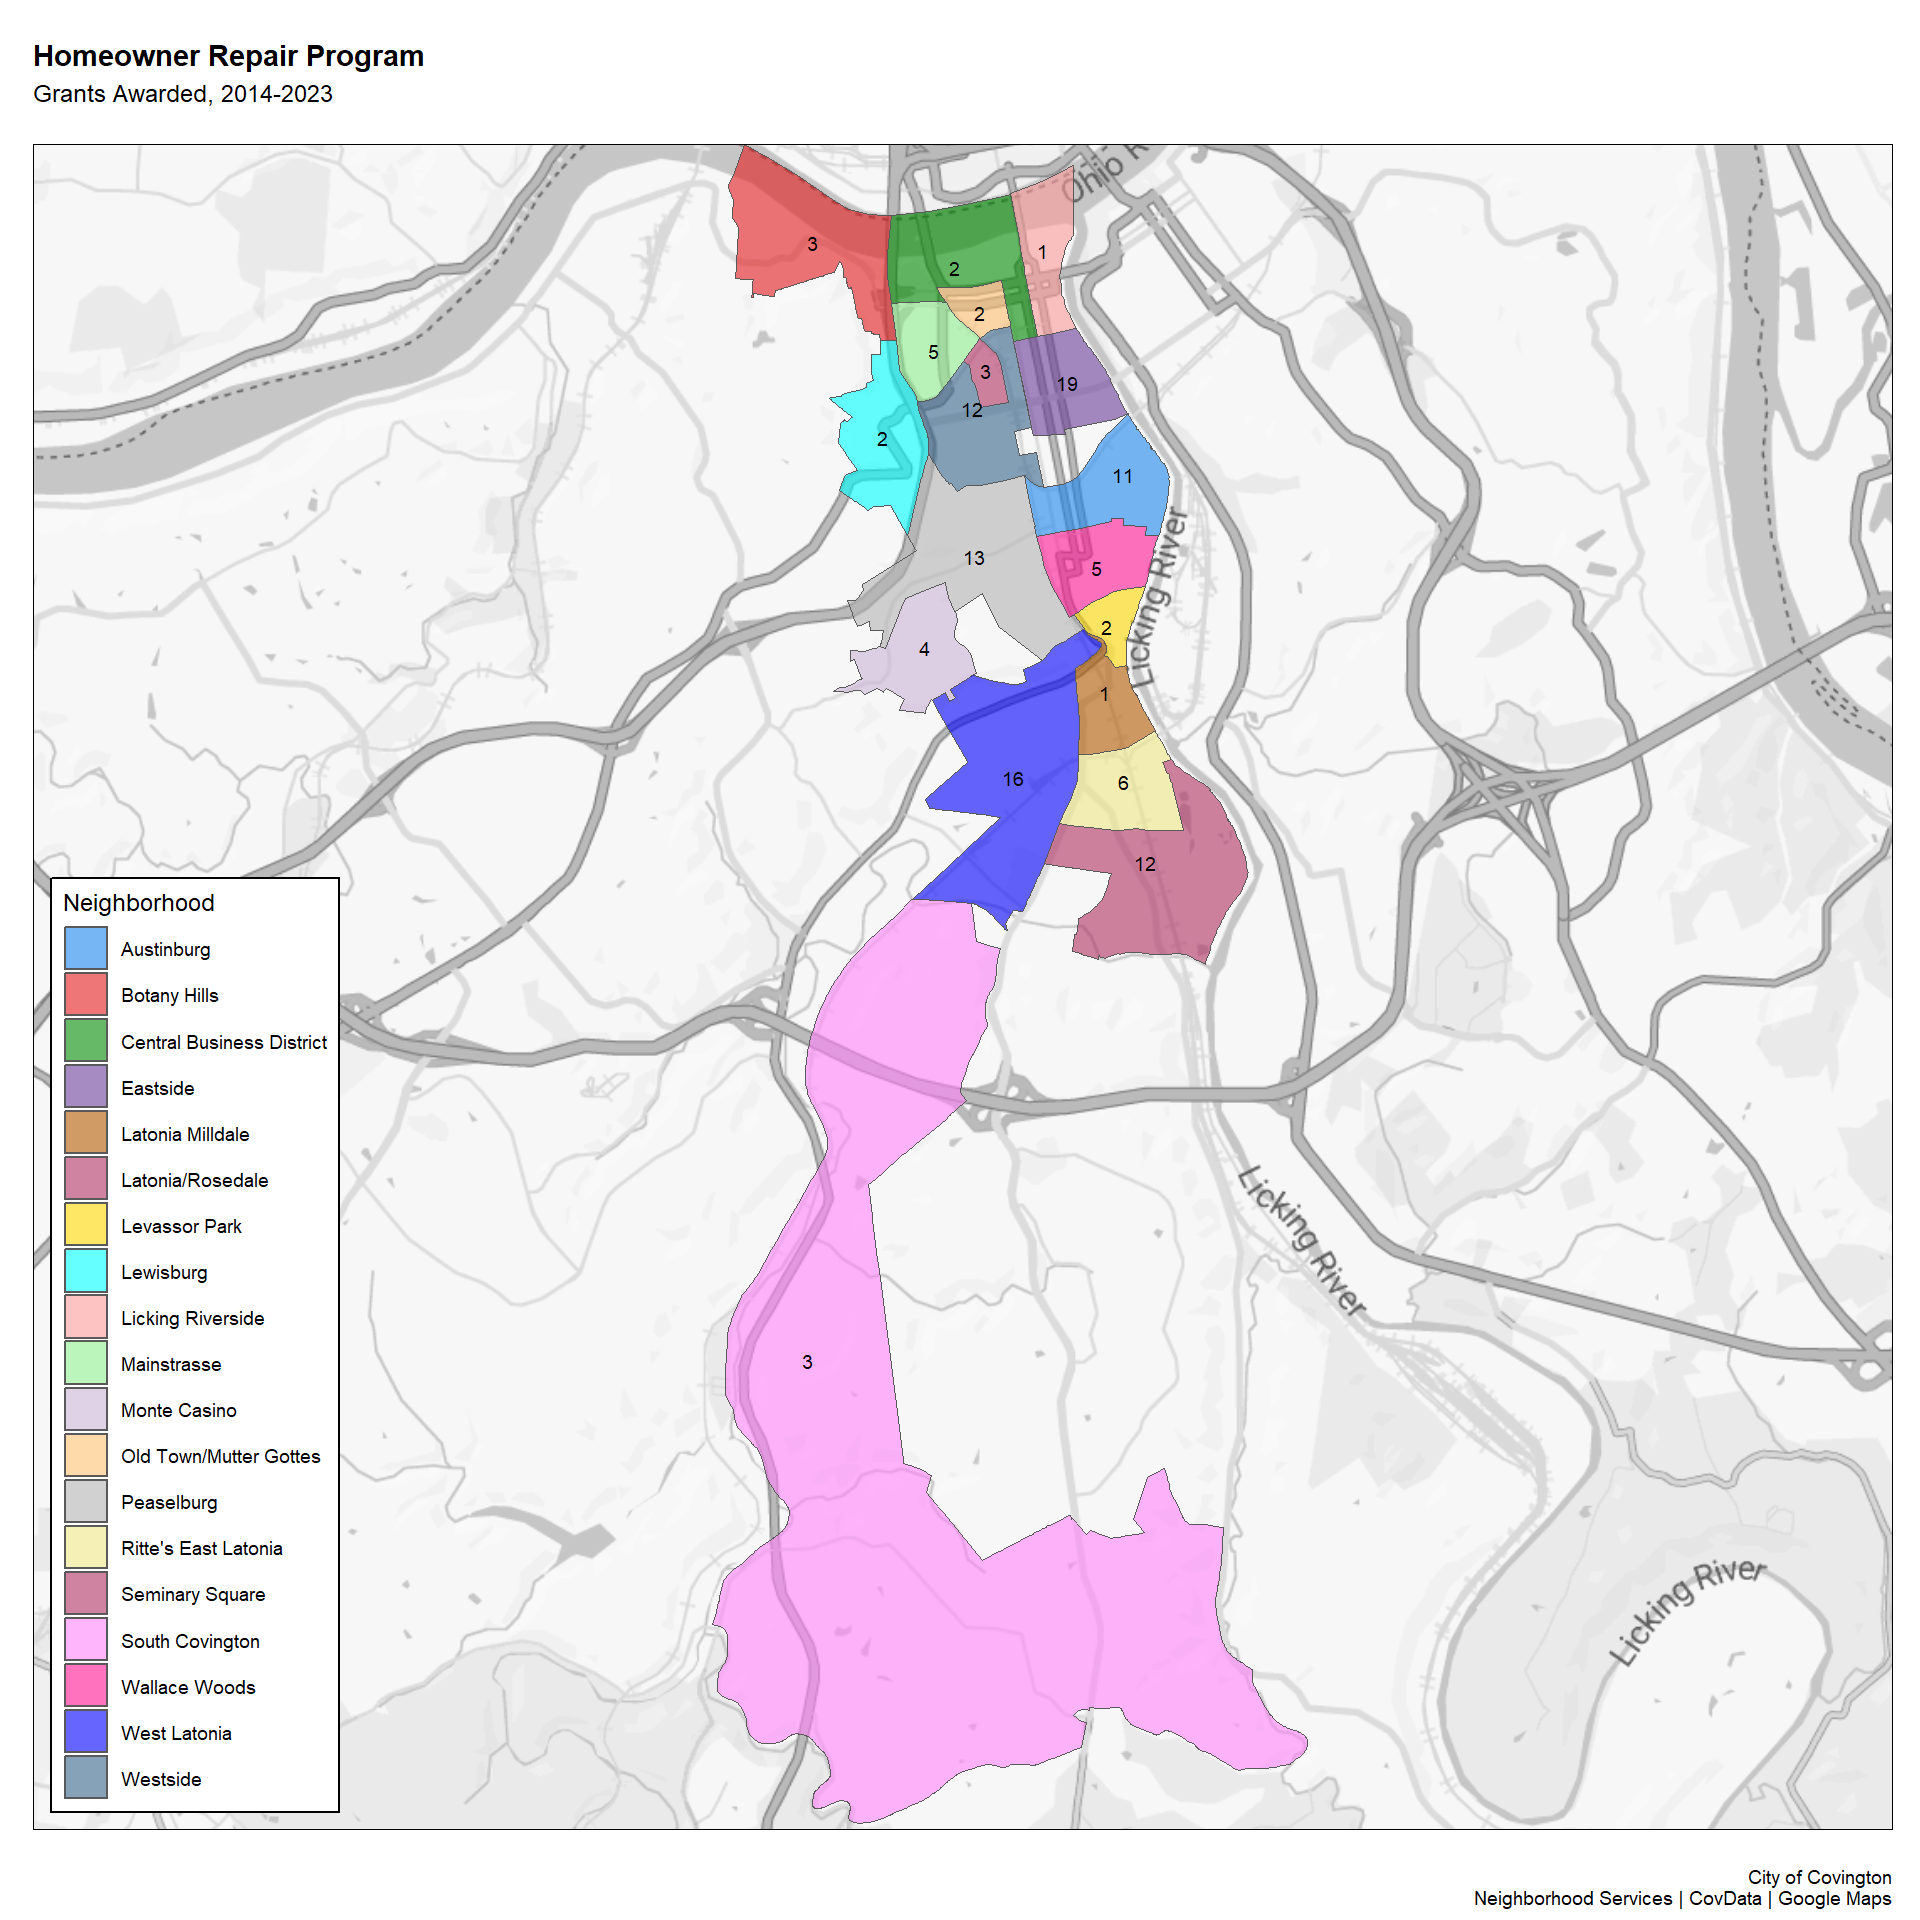 Homeowner Repair Program
Grants Awarded, 2014-2023
3
2
1
2
5
3
19
12
2
11
13
5
2
4
1
16
6
12
3
Licking River
Licking River
Licking River
Neighborhood
Austinburg
Botany Hills
Central Business District
Eastside
Latonia Milldale
Latonia/Rosedale
Levassor Park
Lewisburg
Licking Riverside
Mainstrasse
Monte Casino
Old Town/Mutter Gottes
Peaselburg
Ritte's East Latonia
Seminary Square
South Covington
Wallace Woods
West Latonia
Westside
Ohio R
City of Covington
Neighborhood Services | CovData | Google Maps